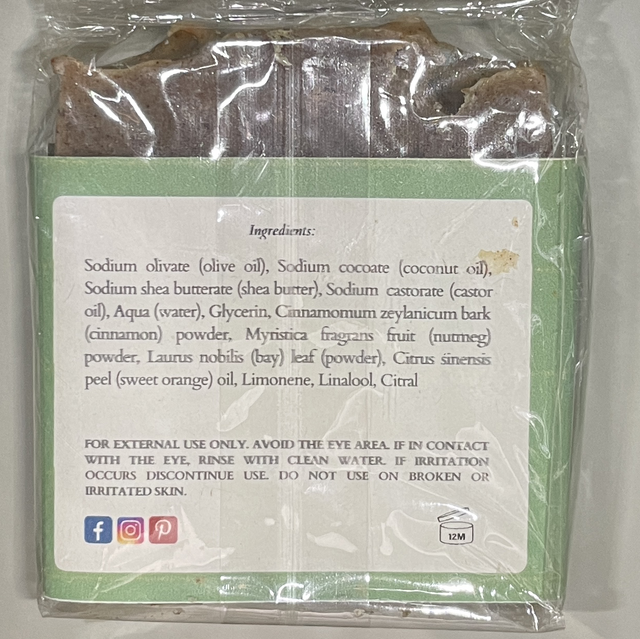 Ingredients:
Sodium olivate (olive oil), Sodium cocoate (coconut oil),
Sodium shea butterate (shea butter), Sodium castorate (castor
oil), Aqua (water), Glycerin, Cinnamomum zeylanicum bark
(cinnamon) powder, Myristica fragrans fruit (nutmeg)
powder, Laurus nobilis (bay) leaf (powder), Citrus sinensis
peel (sweet orange) oil, Limonene, Linalool, Citral
FOR EXTERNAL USE ONLY. AVOID THE EYE AREA. IF IN CONTACT
WITH THE EYE, RINSE WITH CLEAN WATER. IF IRRITATION
OCCURS DISCONTINUE USE. DO NOT USE ON BROKEN OR
IRRITATED SKIN.
12M